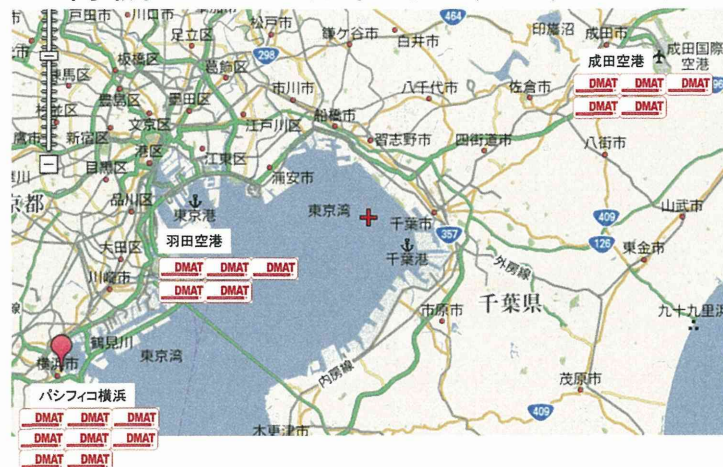 戸田市
川口市
足立区
松戸市
鎌ケ谷市
白井市
464
印旛沼
成田市
成田国際
空港
成田空港
DMAT DMAT DMAT
DMAT DMAT
板橋区
298
葛飾区
市川市
船橋市
八千代市
佐倉市
豊島区
墨田区
文京区
新宿区
江戸川区
習志野市
四街道市
八街市
港区
江東区
目黒区
浦安市
品川区
東京港
東京湾
千葉市
千葉港
357
409
山武市
126
東金市
大田区
羽田空港
DMAT DMAT DMAT
DMAT DMAT
川崎市
外房線
市原市
千葉県
九十九里浜
鶴見川
東京湾
横浜市
内房線
茂原市
パシフィコ横浜
DMAT DMAT DMAT
DMAT DMAT DMAT
DMAT DMAT
木更津市
409